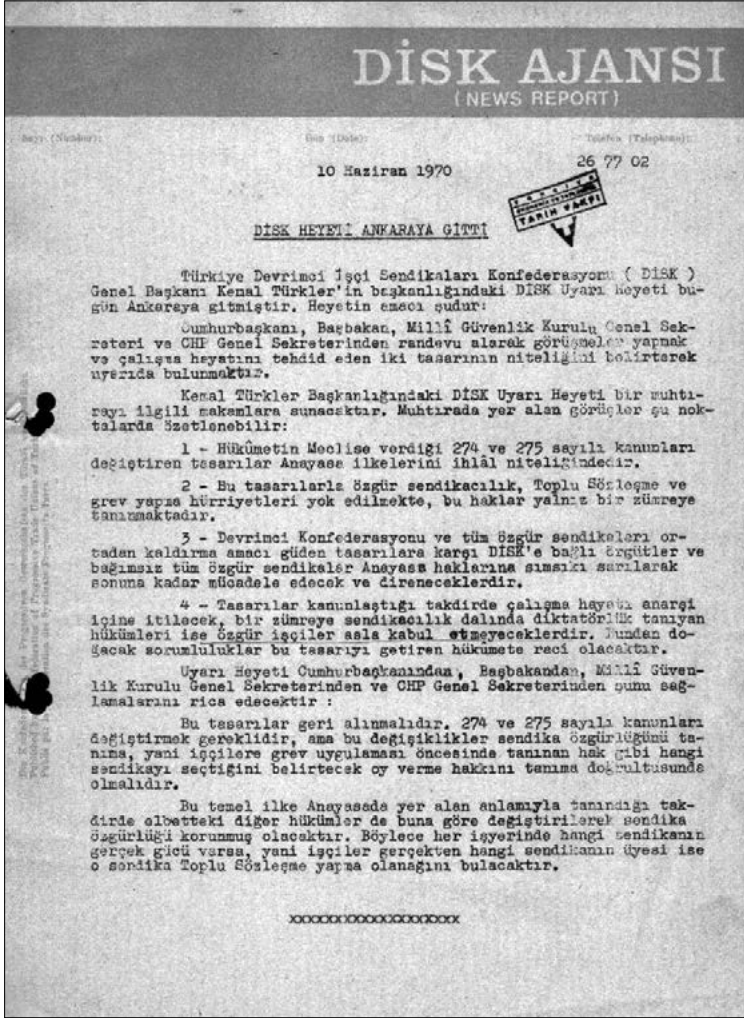 DİSK AJANSI
(NEWS REPORT)
Sayı (Number):
Gün (Date):
Telefon (Telephone):
10 Haziran 1970
26 77 02
TÜRKİYE
TARİH VAKFI
DİSK HEYETİ ANKARAYA GİTTİ
Türkiye Devrimci İşçi Sendikaları Konfederasyonu ( DİSK )
Genel Başkanı Kemal Türkler'in başkanlığındaki DİSK Uyarı Heyeti bu-
gün Ankaraya gitmiştir. Heyetin amacı şudur:
Cumhurbaşkanı, Başbakan, Millî Güvenlik Kurulu Genel Sek-
reteri ve CHP Genel Sekreterinden randevu alarak görüşmeler yapmak
ve çalışma hayatını tehdid eden iki tasarının niteliğini belirterek
uyarıda bulunmaktır.
Kemal Türkler Başkanlığındaki DİSK Uyarı Heyeti bir muhtı-
rayı ilgili makamlara sunacaktır. Muhtırada yer alan görüşler şu nok-
talarda özetlenebilir:
1 - Hükûmetin Meclise verdiği 274 ve 275 sayılı kanunları
değiştiren tasarılar Anayasa ilkelerini ihlâl niteliğindedir.
2 - Bu tasarılarla özgür sendikacılık, Toplu Sözleşme ve
grev yapma hürriyetleri yok edilmekte, bu haklar yalnız bir zümreye
tanınmaktadır.
3 - Devrimci Konfederasyonu ve tüm özgür sendikaları or-
tadan kaldırma amacı güden tasarılara karşı DİSK'e bağlı örgütler ve
bağımsız tüm özgür sendikalar Anayasa haklarına sımsıkı sarılarak
sonuna kadar mücadele edecek ve direneceklerdir.
4 - Tasarılar kanunlaştığı takdirde çalışma hayatı anarşi
içine itilecek, bir zümreye sendikacılık dalında diktatörlük tanıyan
hükümleri ise özgür işçiler asla kabul etmeyeceklerdir. Bundan do-
ğacak sorumluluklar bu tasarıyı getiren hükümete raci olacaktır.
Uyarı Heyeti Cumhurbaşkanından, Başbakandan, Millî Güven-
lik Kurulu Genel Sekreterinden ve CHP Genel Sekreterinden şunu sağ-
lamalarını rica edecektir :
Bu tasarılar geri alınmalıdır. 274 ve 275 sayılı kanunları
değiştirmek gereklidir, ama bu değişiklikler sendika özgürlüğünü ta-
nıma, yani işçilere grev uygulaması öncesinde tanınan hak gibi hangi
sendikayı seçtiğini belirtecek oy verme hakkını tanıma doğrultusunda
olmalıdır.
Bu temel ilke Anayasada yer alan anlamıyla tanındığı tak-
dirde elbetteki diğer hükümler de buna göre değiştirilerek sendika
özgürlüğü korunmuş olacaktır. Böylece her işyerinde hangi sendikanın
gerçek gücü varsa, yani işçiler gerçekten hangi sendikanın üyesi ise
o sendika Toplu Sözleşme yapma olanağını bulacaktır.
xxxxxxxxxxxxxxxxxxxx